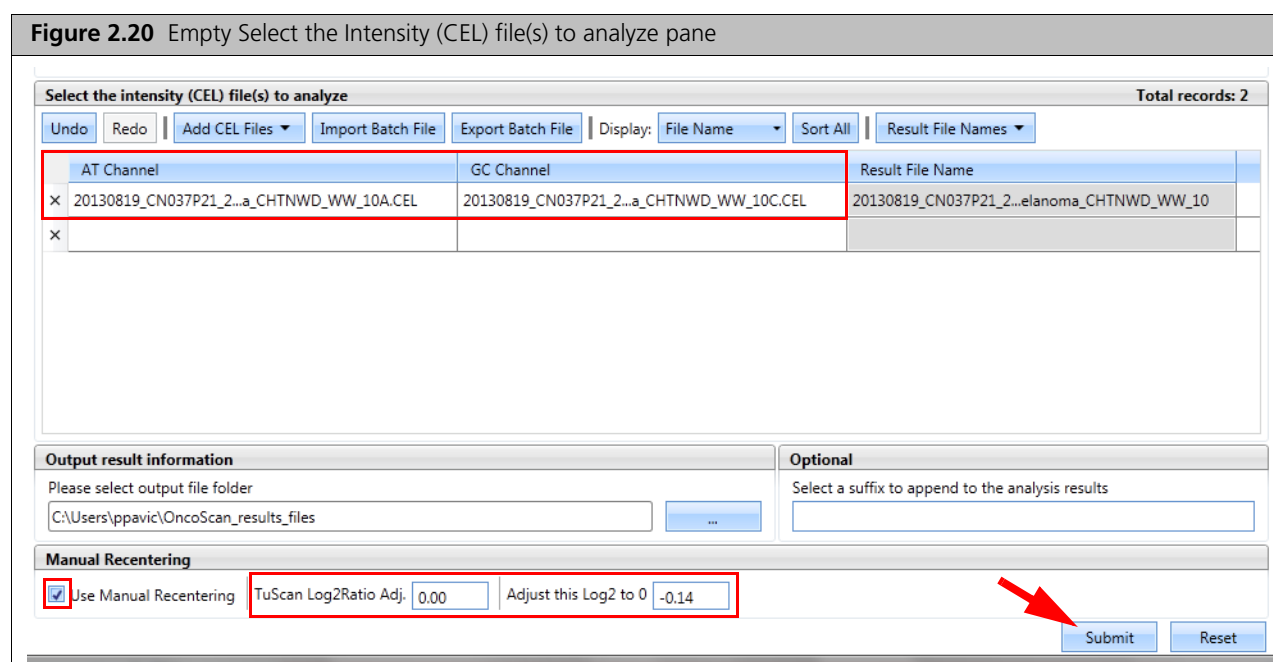 Figure 2.20 Empty Select the Intensity (CEL) file(s) to analyze pane
Select the intensity (CEL) file(s) to analyze Total records: 2
Undo Redo Add CEL Files Import Batch File Export Batch File Display: File Name Sort All Result File Names
AT Channel GC Channel Result File Name
20130819_CN037P21_2...a_CHTNWD_WW_10A.CEL 20130819_CN037P21_2...a_CHTNWD_WW_10C.CEL 20130819_CN037P21_2...elanoma_CHTNWD_WW_10
Output result information Optional
Please select output file folder Select a suffix to append to the analysis results
C:\Users\ppavic\OncoScan_results_files ...
Manual Recentering
Use Manual Recentering TuScan Log2Ratio Adj. 0.00 Adjust this Log2 to 0 -0.14
Submit Reset